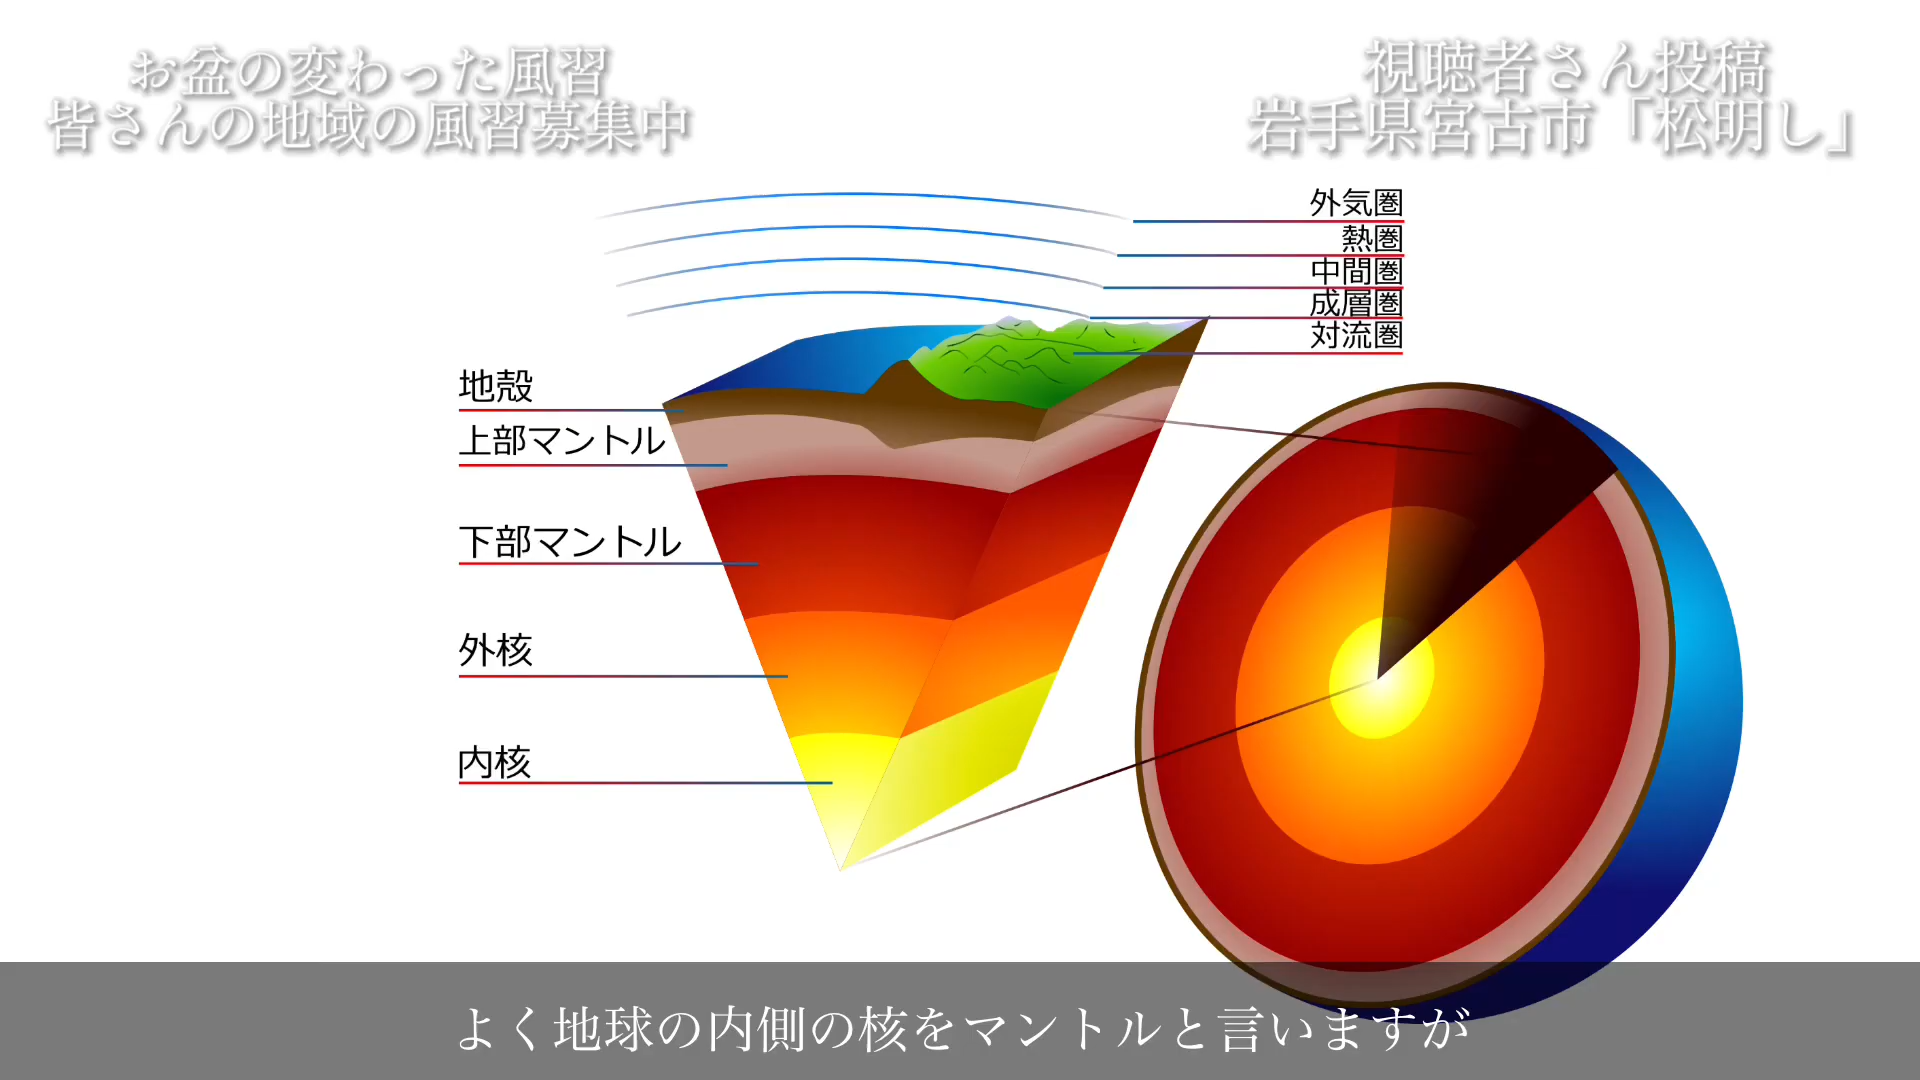 お盆の変わった風習
皆さんの地域の風習募集中
視聴者さん投稿
岩手県宮古市「松明し」
外気圏
熱圏
中間圏
成層圏
対流圏
地殻
上部マントル
下部マントル
外核
内核
よく地球の内側の核をマントルと言いますが